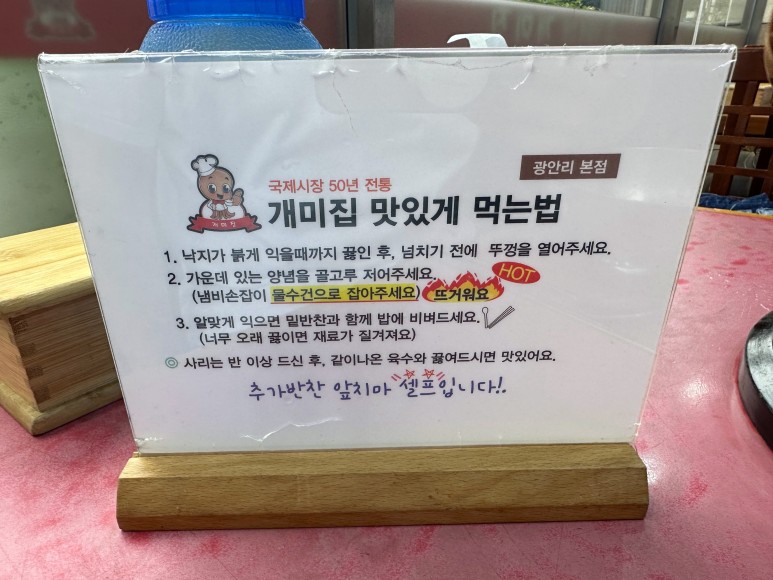 광안리 본점
국제시장 50년 전통
개미집
개미집 맛있게 먹는법
1. 낙지가 붉게 익을때까지 끓인 후, 넘치기 전에 뚜껑을 열어주세요.
2. 가운데 있는 양념을 골고루 저어주세요.
HOT
(냄비손잡이 물수건으로 잡아주세요) 뜨거워요
3. 알맞게 익으면 밑반찬과 함께 밥에 비벼드세요.
(너무 오래 끓이면 재료가 질겨져요)
◎ 사리는 반 이상 드신 후, 같이나온 육수와 끓여드시면 맛있어요.
추가반찬 앞치마 셀프입니다!.